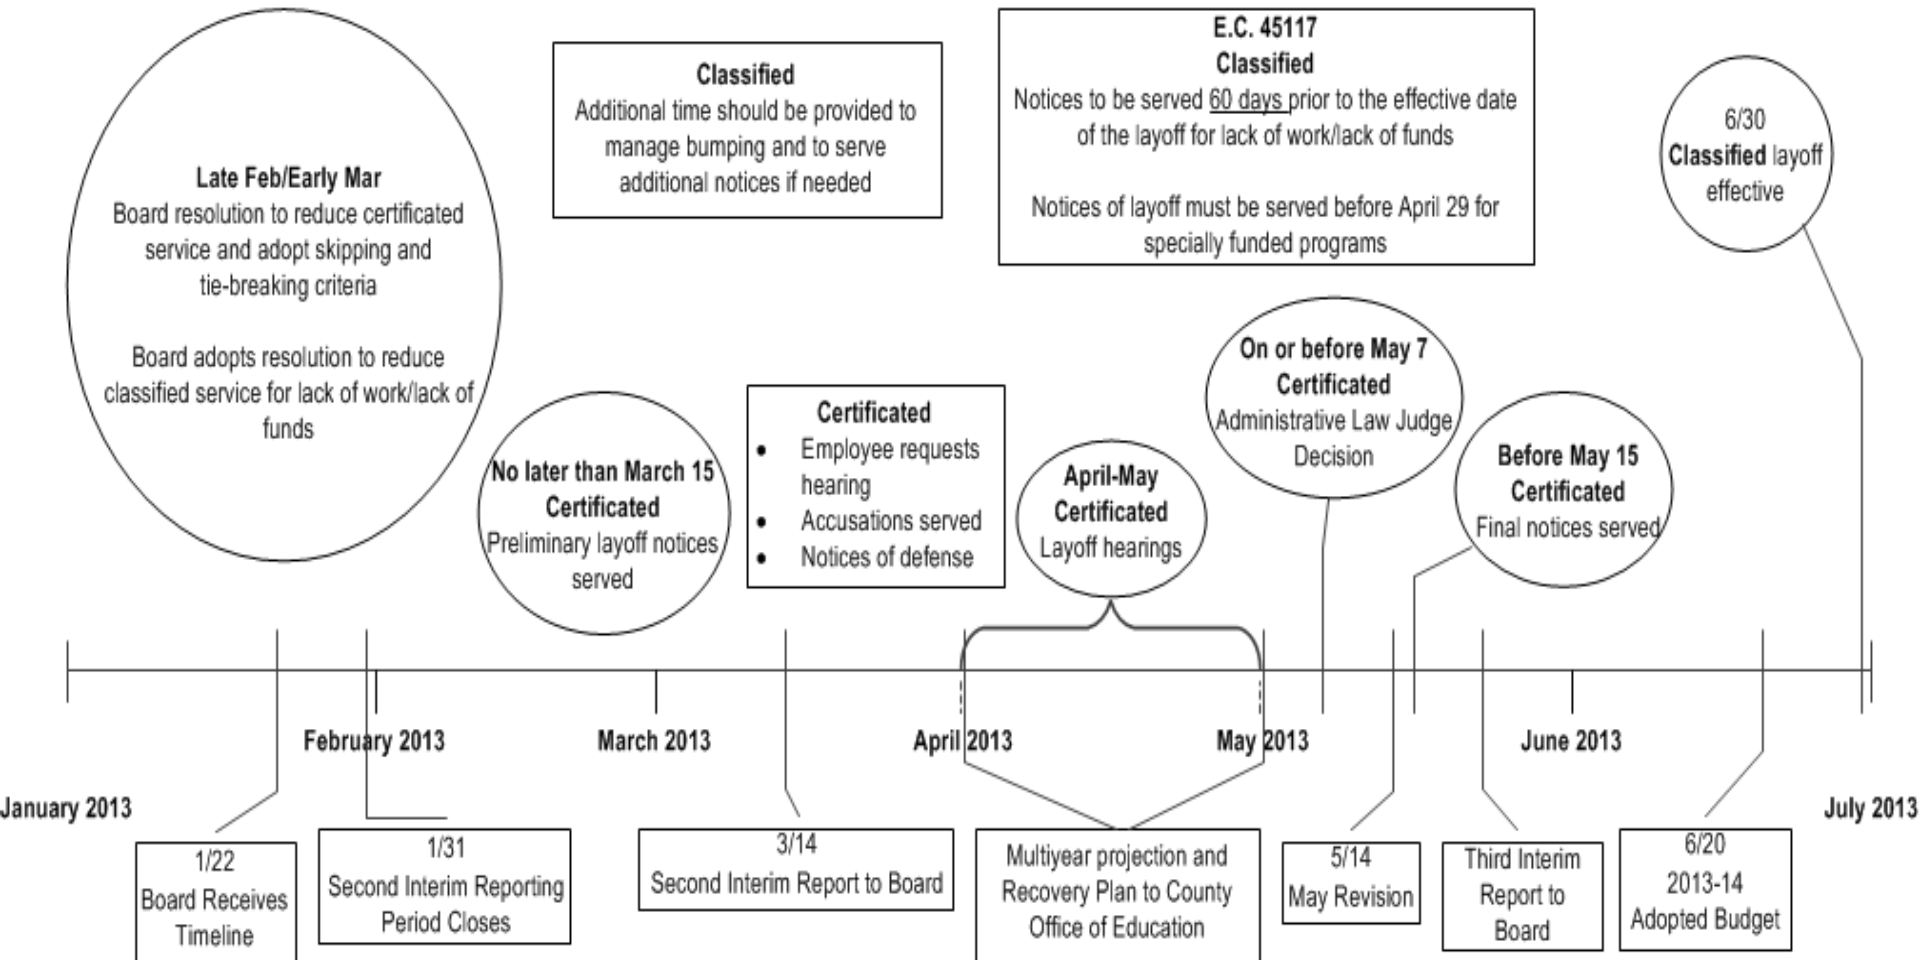 Late Feb/Early Mar
Board resolution to reduce certificated
service and adopt skipping and
tie-breaking criteria
Board adopts resolution to reduce
classified service for lack of work/lack of
funds
Classified
Additional time should be provided to
manage bumping and to serve
additional notices if needed
E.C. 45117
Classified
Notices to be served 60 days prior to the effective date
of the layoff for lack of work/lack of funds
Notices of layoff must be served before April 29 for
specially funded programs
6/30
Classified layoff
effective
No later than March 15
Certificated
Preliminary layoff notices
served
Certificated
• Employee requests
hearing
• Accusations served
• Notices of defense
April-May
Certificated
Layoff hearings
On or before May 7
Certificated
Administrative Law Judge
Decision
Before May 15
Certificated
Final notices served
January 2013
February 2013
March 2013
April 2013
May 2013
June 2013
July 2013
1/22
Board Receives
Timeline
1/31
Second Interim Reporting
Period Closes
3/14
Second Interim Report to Board
Multiyear projection and
Recovery Plan to County
Office of Education
5/14
May Revision
Third Interim
Report to
Board
6/20
2013-14
Adopted Budget